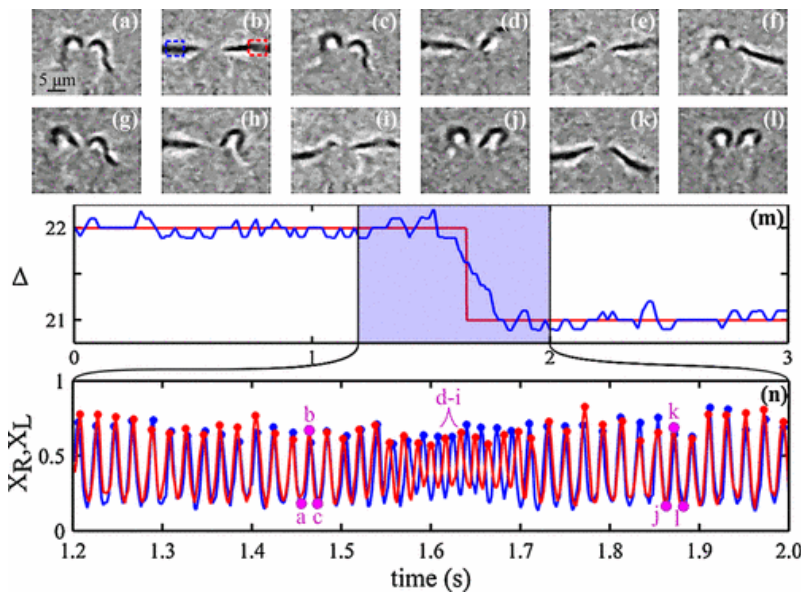 (a) (b) (c) (d) (e) (f)
5 μm
(g) (h) (i) (j) (k) (l)
(m)
22
Δ
21
0 1 2 3
(n)
1
d-i
b
k
X_R,X_L
0.5
a c
j l
0
1.2 1.3 1.4 1.5 1.6 1.7 1.8 1.9 2.0
time (s)